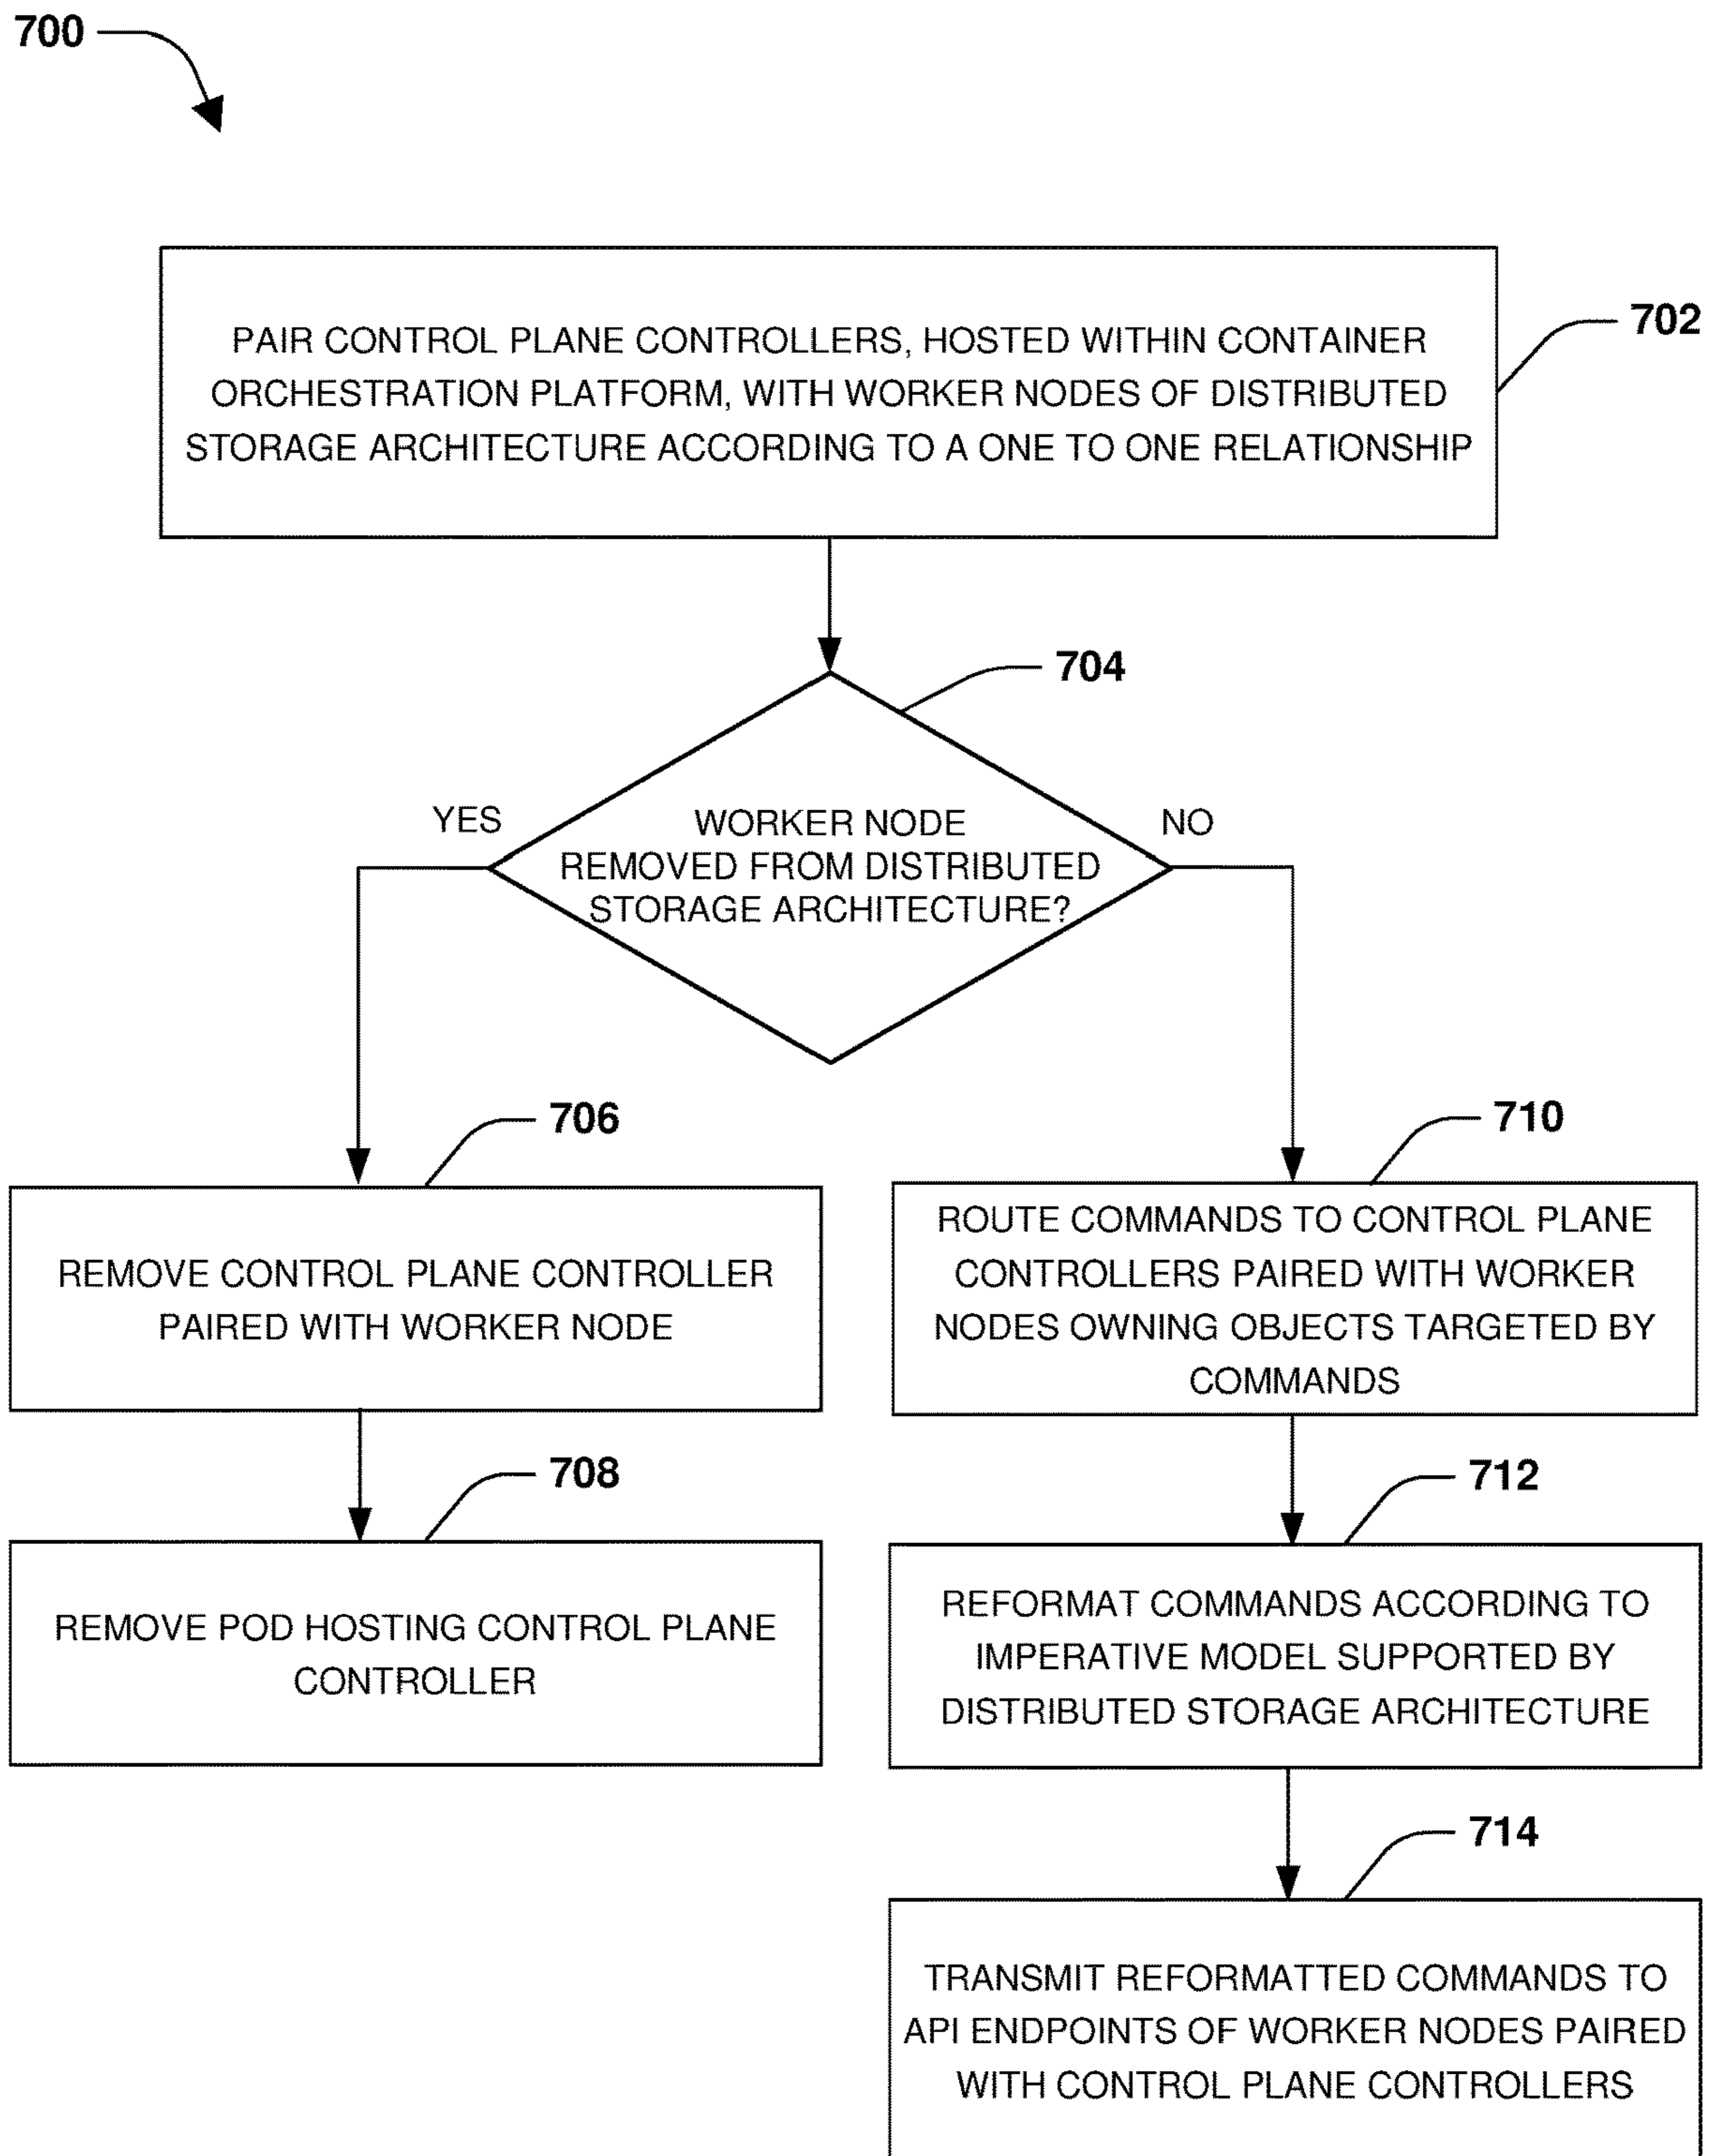 700
702
PAIR CONTROL PLANE CONTROLLERS, HOSTED WITHIN CONTAINER
ORCHESTRATION PLATFORM, WITH WORKER NODES OF DISTRIBUTED
STORAGE ARCHITECTURE ACCORDING TO A ONE TO ONE RELATIONSHIP
704
YES
NO
WORKER NODE
REMOVED FROM DISTRIBUTED
STORAGE ARCHITECTURE?
706
REMOVE CONTROL PLANE CONTROLLER
PAIRED WITH WORKER NODE
708
REMOVE POD HOSTING CONTROL PLANE
CONTROLLER
710
ROUTE COMMANDS TO CONTROL PLANE
CONTROLLERS PAIRED WITH WORKER
NODES OWNING OBJECTS TARGETED BY
COMMANDS
712
REFORMAT COMMANDS ACCORDING TO
IMPERATIVE MODEL SUPPORTED BY
DISTRIBUTED STORAGE ARCHITECTURE
714
TRANSMIT REFORMATTED COMMANDS TO
API ENDPOINTS OF WORKER NODES PAIRED
WITH CONTROL PLANE CONTROLLERS